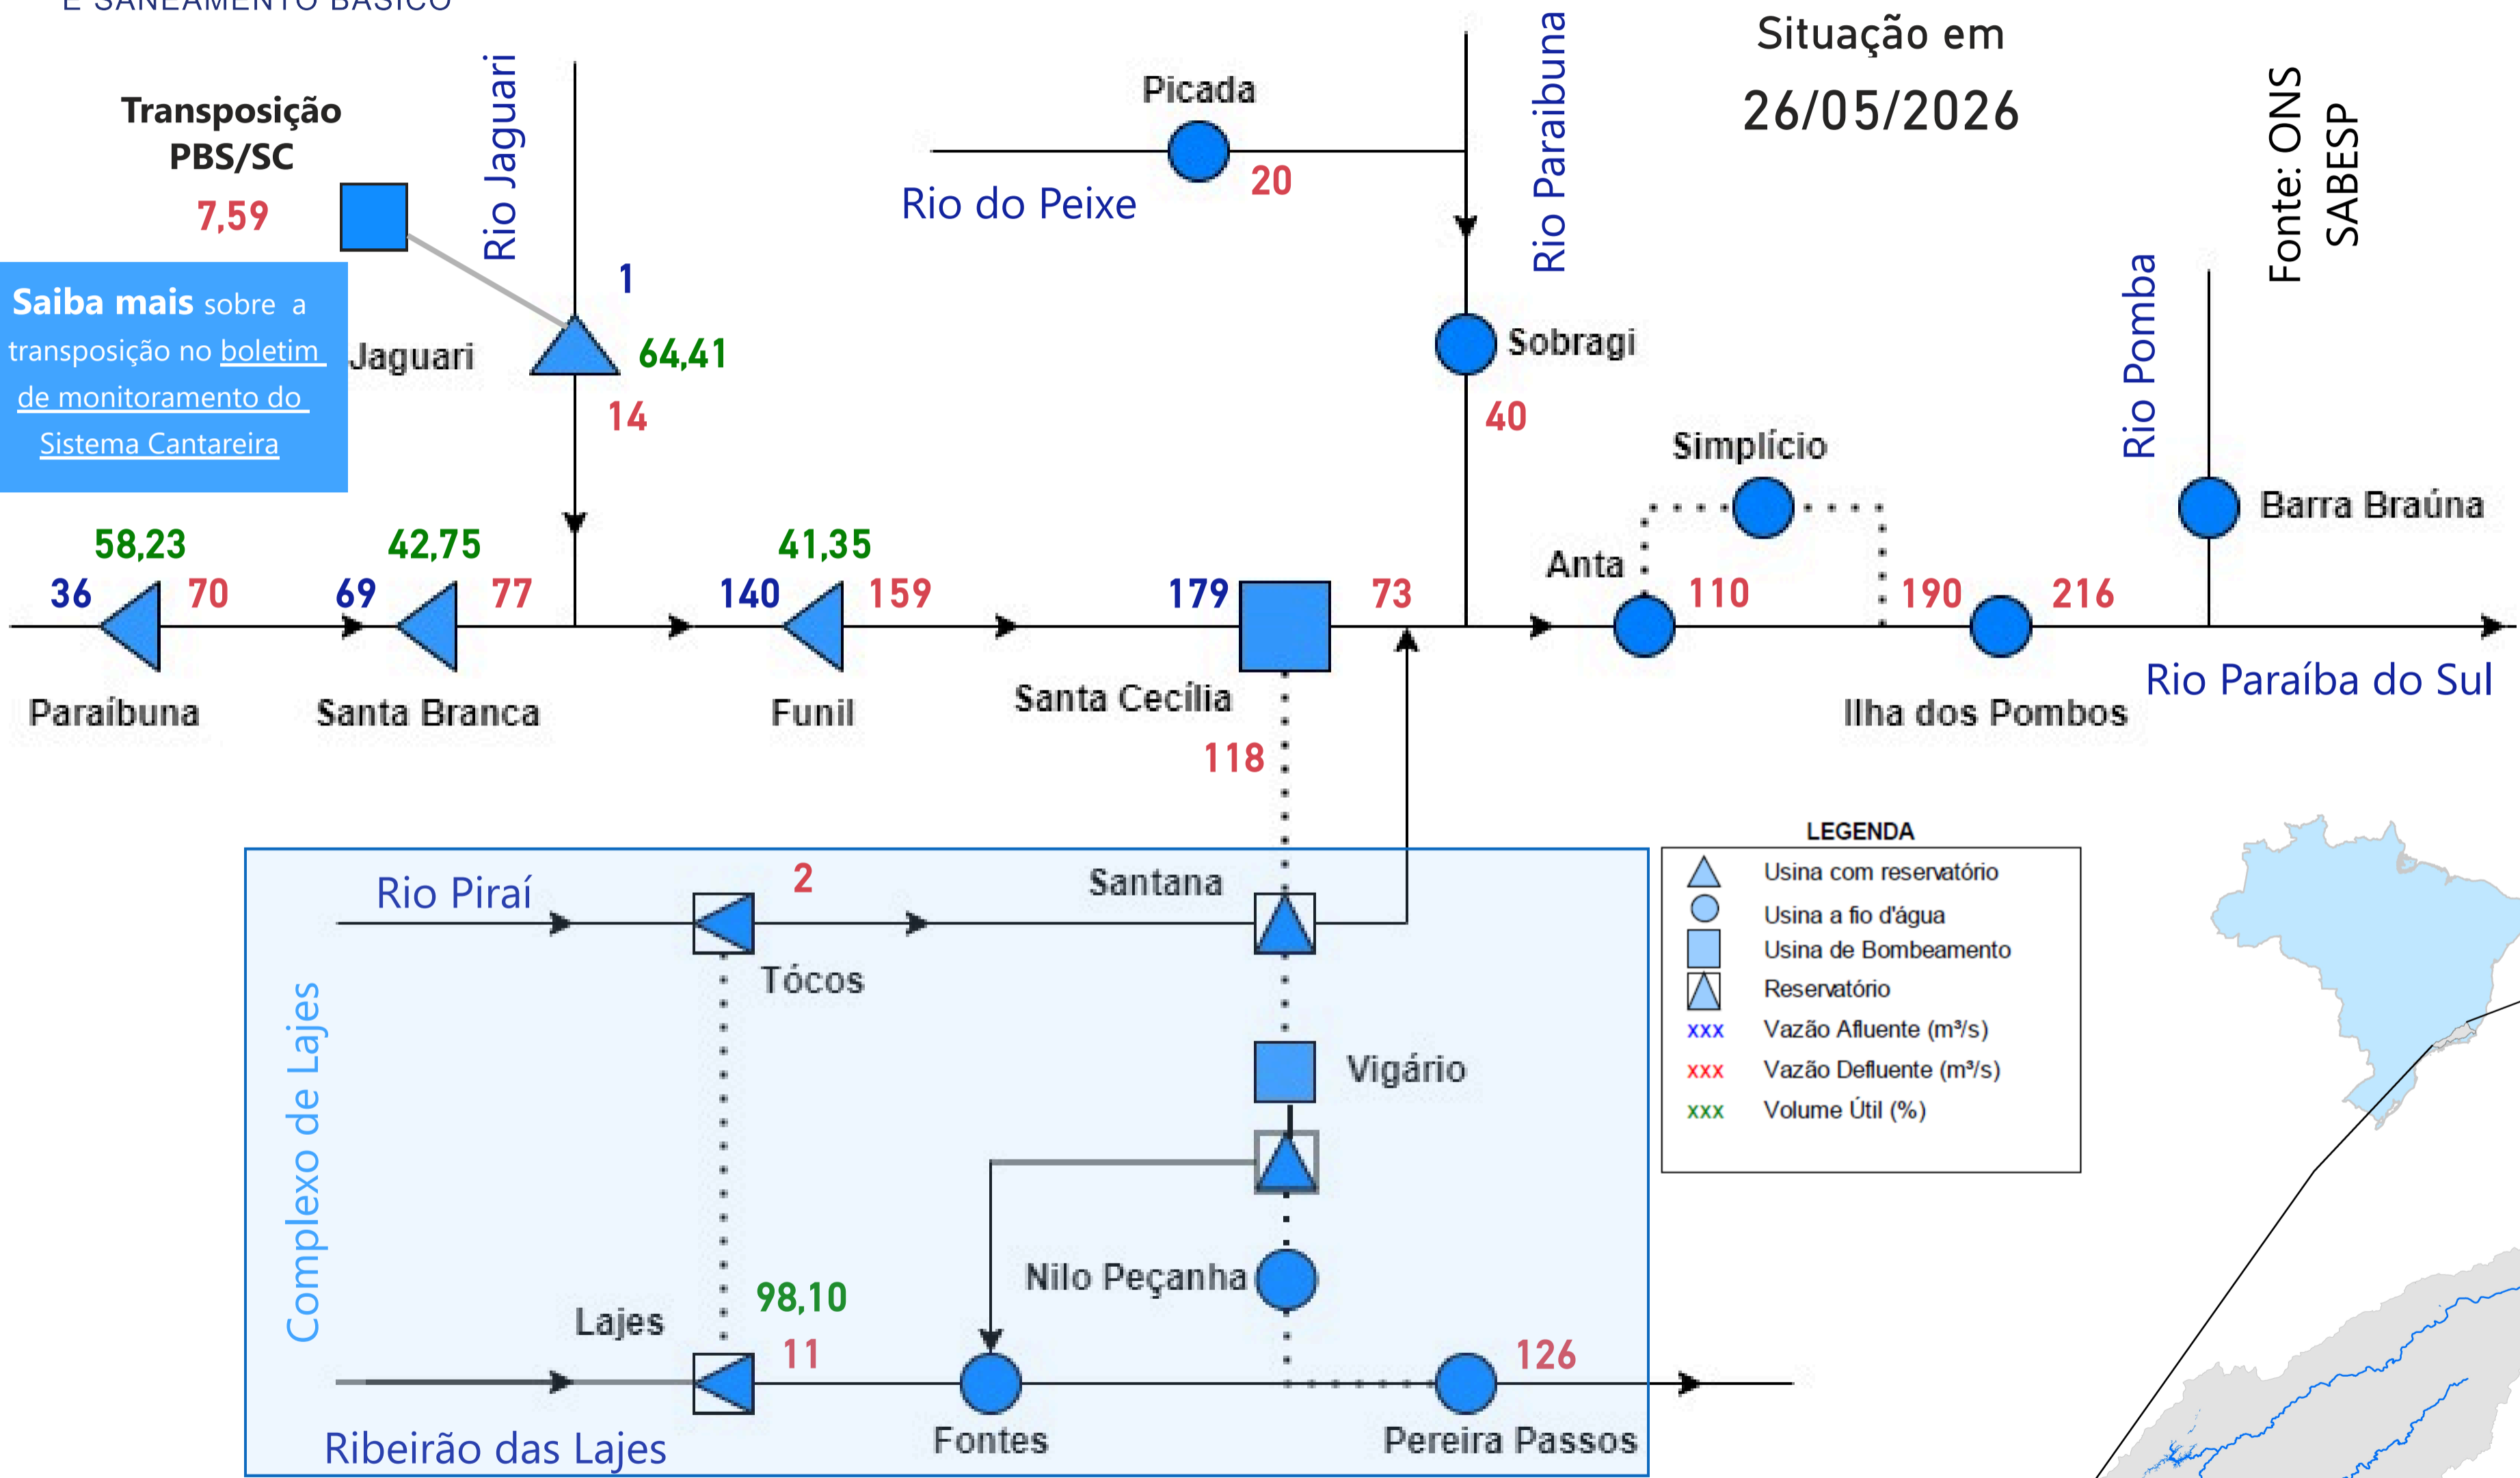 E SANEAMENTO BÁSICO
Situação em
26/05/2026
Fonte: ONS
SABESP
Transposição
PBS/SC
7,59
Rio Jaguari
Picada
20
Rio do Peixe
Rio Paraibuna
Saiba mais sobre a
transposição no boletim
de monitoramento do
Sistema Cantareira
1
Jaguari
64,41
14
Sobragi
40
Rio Pomba
Simplício
Barra Braúna
58,23
42,75
41,35
Anta
36
70
69
77
140
159
179
73
110
190
216
Paraíbuna
Santa Branca
Funil
Santa Cecília
Ilha dos Pombos
Rio Paraíba do Sul
118
Complexo de Lajes
Rio Piraí
2
Santana
Tócos
Vigário
Nilo Peçanha
98,10
Lajes
11
126
Ribeirão das Lajes
Fontes
Pereira Passos
LEGENDA
Usina com reservatório
Usina a fio d'água
Usina de Bombeamento
Reservatório
xxx Vazão Afluente (m³/s)
xxx Vazão Defluente (m³/s)
xxx Volume Útil (%)